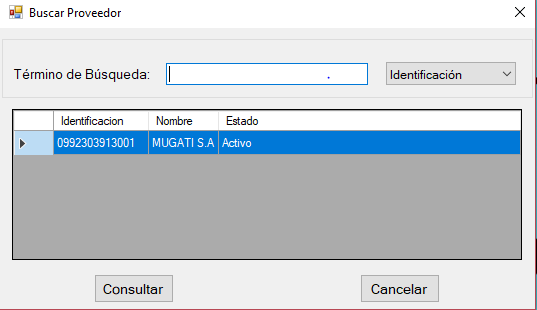 Buscar Proveedor
Término de Búsqueda: . Identificación
Identificacion Nombre Estado
0992303913001 MUGATI S.A Activo
Consultar Cancelar